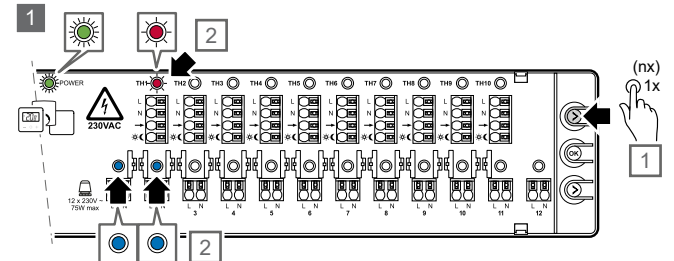 1
2
(nx)
1x
POWER
TH1 TH2 TH3 TH4 TH5 TH6 TH7 TH8 TH9 TH10
L L L L L L L L L L
N N N N N N N N N N
230VAC
OK
1
12 x 230V ~
75W max
N L N L N L N L N L N L N L N L N L N L N
3 4 5 6 7 8 9 10 11 12
2